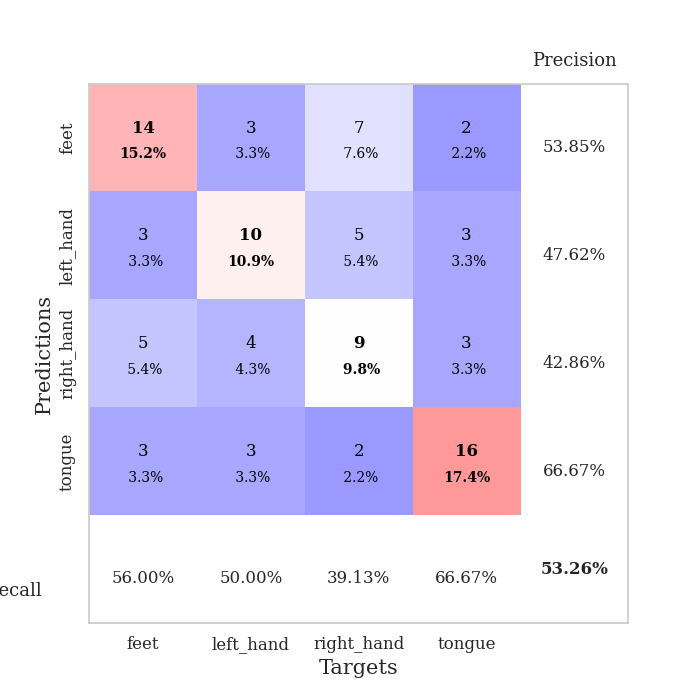 Precision
feet 14 3 7 2 53.85%
15.2% 3.3% 7.6% 2.2%
left_hand 3 10 5 3 47.62%
3.3% 10.9% 5.4% 3.3%
right_hand 5 4 9 3 42.86%
5.4% 4.3% 9.8% 3.3%
tongue 3 3 2 16 66.67%
3.3% 3.3% 2.2% 17.4%
Predictions
ecall 56.00% 50.00% 39.13% 66.67% 53.26%
feet left_hand right_hand tongue
Targets